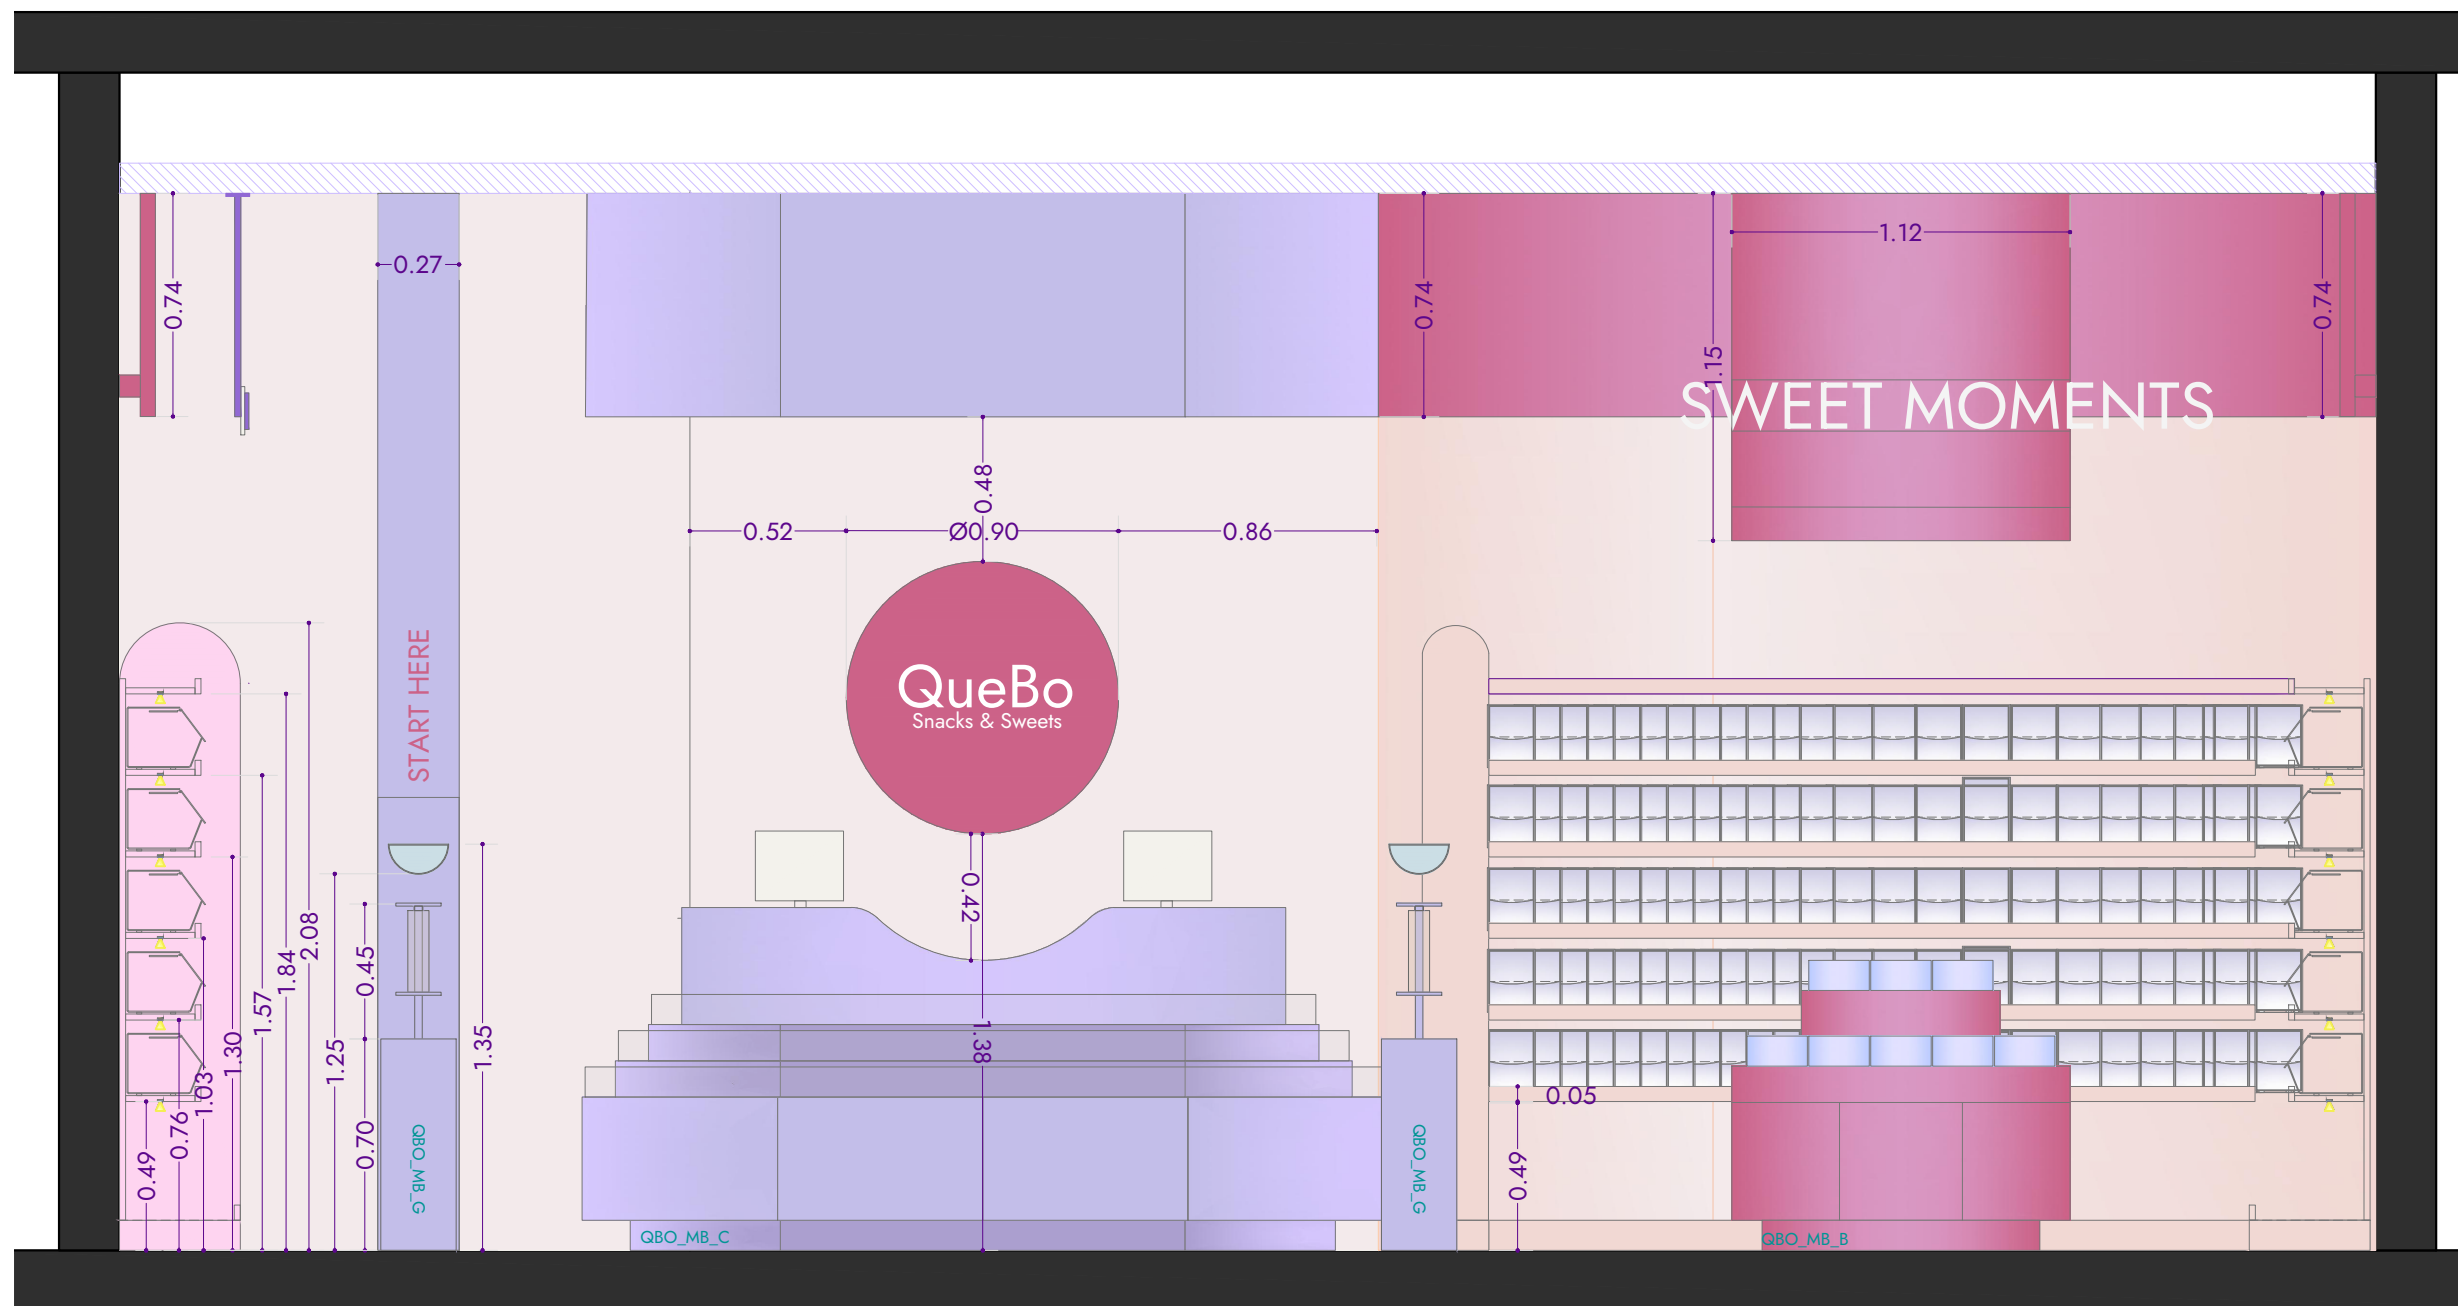 0.74
0.27
0.74
1.15
1.12
0.74
SWEET MOMENTS
0.48
0.52
Ø0.90
0.86
START HERE
QueBo
Snacks & Sweets
0.42
1.38
0.49
0.76
1.03
1.30
1.57
1.84
2.08
1.25
0.45
0.70
1.35
QBO_MB_G
QBO_MB_C
QBO_MB_G
0.05
0.49
QBO_MB_B